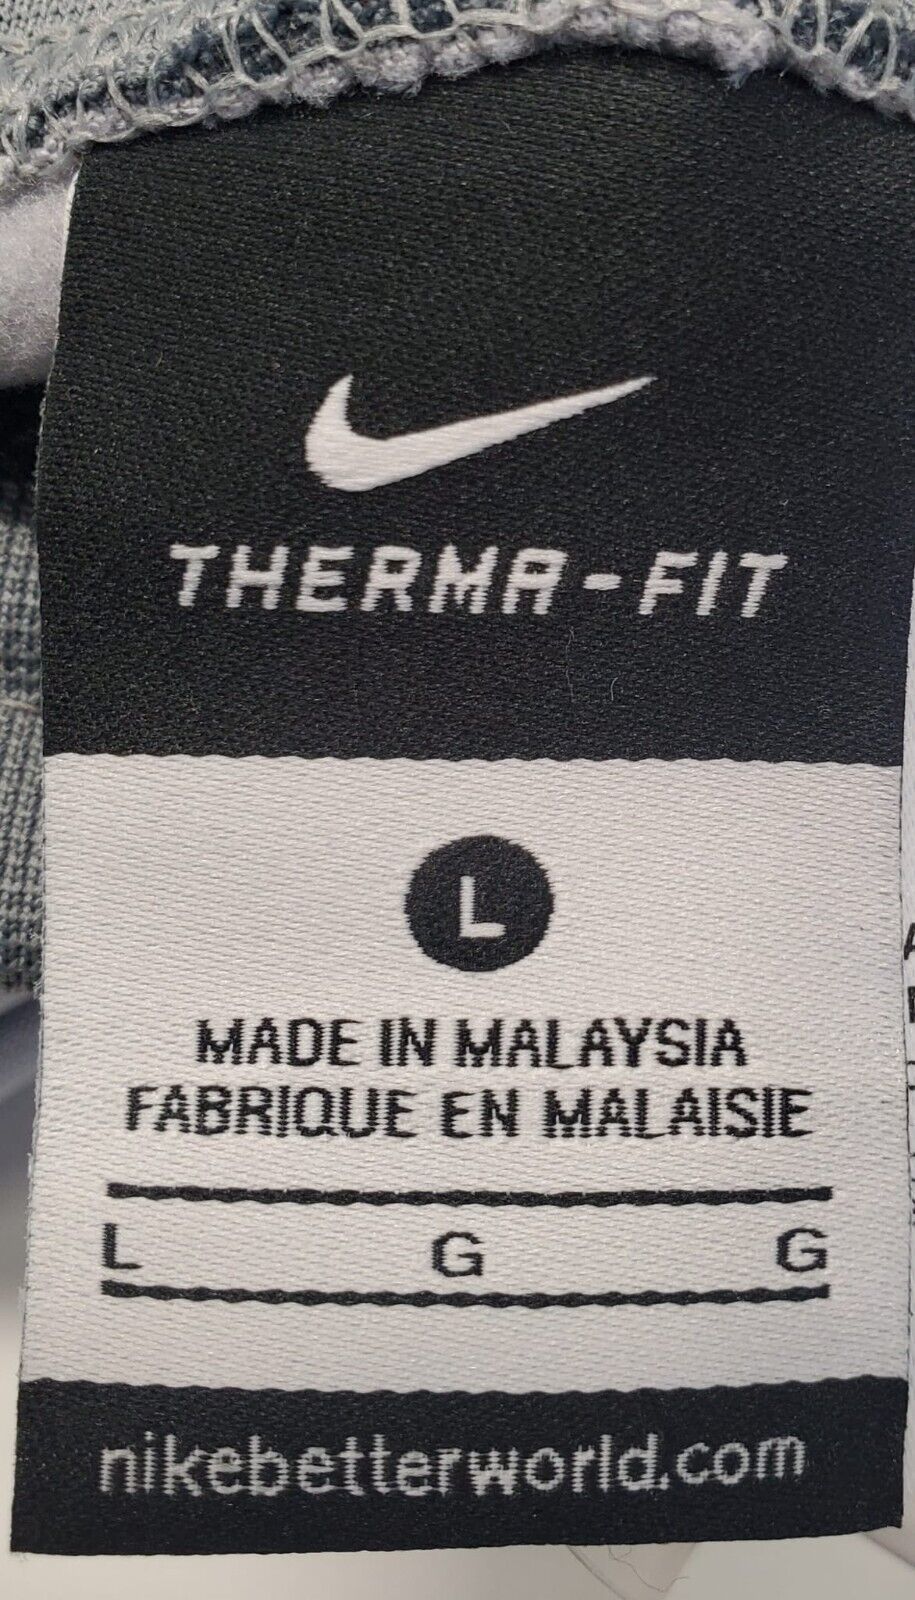 THERMA-FIT
L
MADE IN MALAYSIA
FABRIQUE EN MALAISIE
L G G
nikebetterworld.com